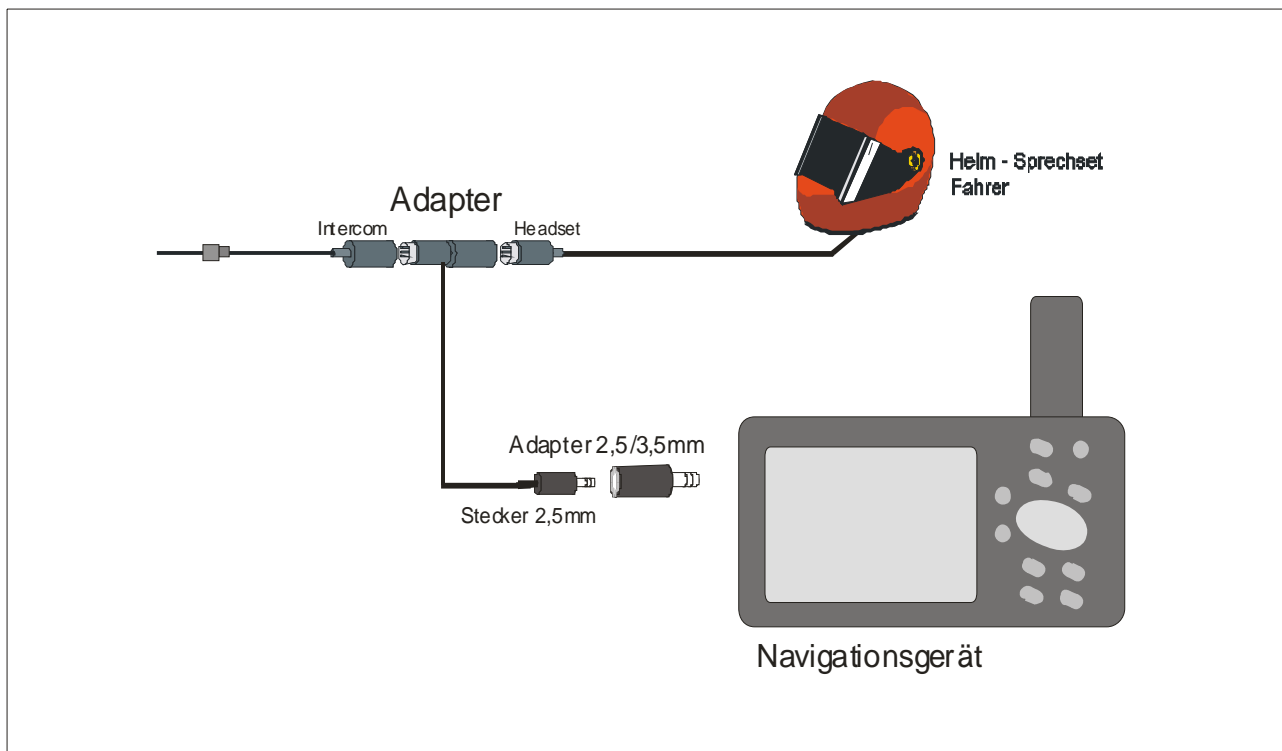 Helm - Sprechset
Fahrer
Adapter
Intercom
Headset
Adapter 2,5/3,5mm
Stecker 2,5mm
Navigationsgerät